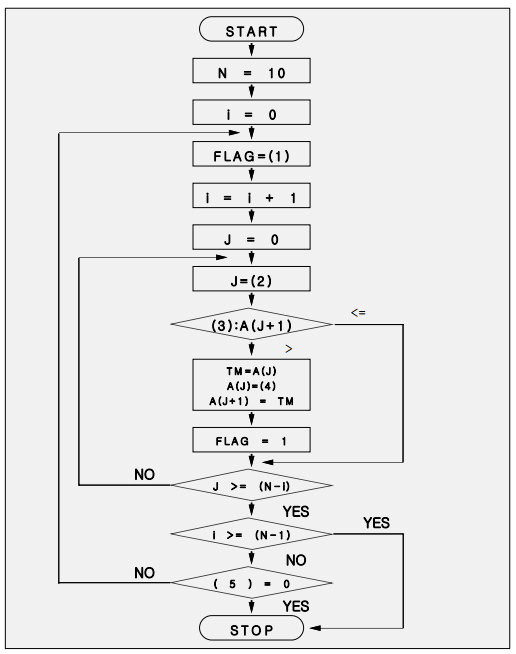 START
N = 10
i = 0
FLAG=(1)
i = i + 1
J = 0
J=(2)
(3):A(J+1)
<=
>
TM=A(J)
A(J)=(4)
A(J+1) = TM
FLAG = 1
NO
J >= (N-i)
YES
YES
i >= (N-1)
NO
NO
( 5 ) = 0
YES
STOP